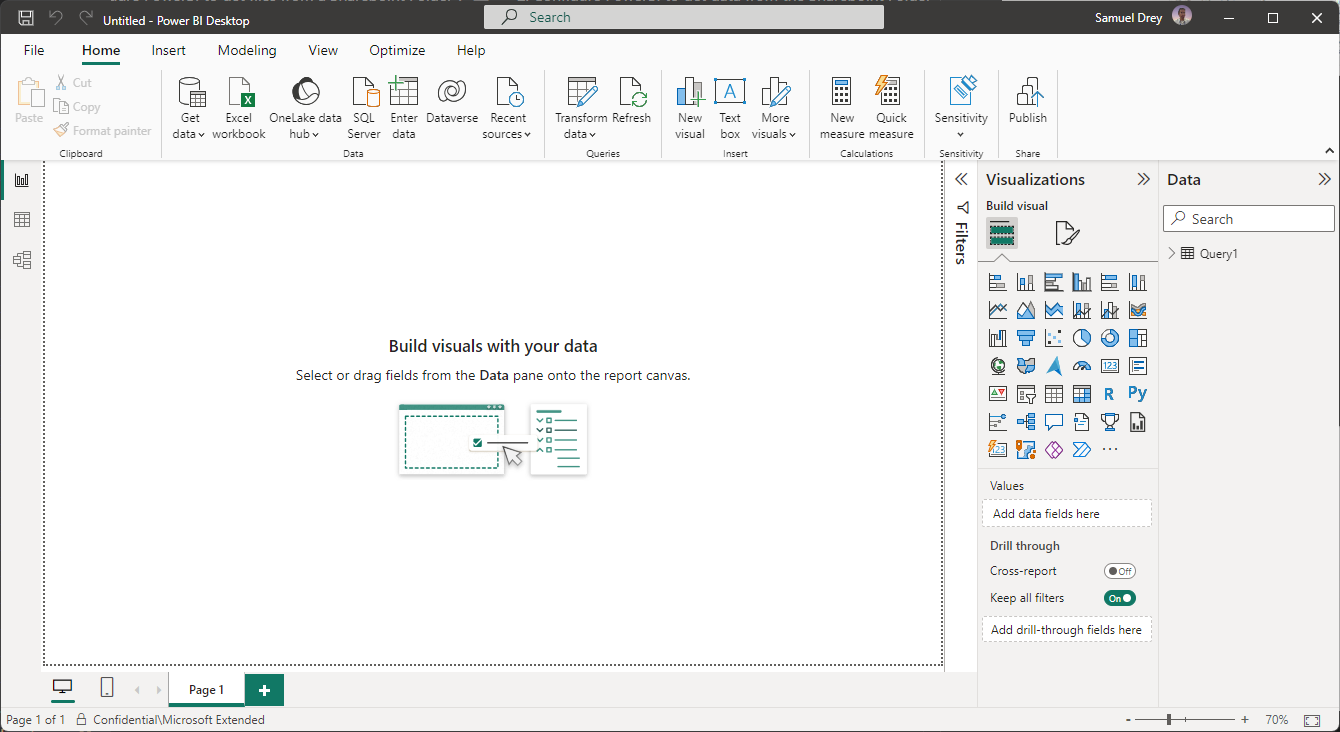 Untitled - Power BI Desktop
Search
Samuel Drey
File Home Insert Modeling View Optimize Help
Paste
Cut
Copy
Format painter
Clipboard
Get data
Excel workbook
OneLake data hub
SQL Server
Enter data
Dataverse
Recent sources
Data
Transform data
Refresh
Queries
New visual
Text box
More visuals
Insert
New measure
Quick measure
Calculations
Sensitivity
Sensitivity
Publish
Share
Build visuals with your data
Select or drag fields from the Data pane onto the report canvas.
Filters
Visualizations
Build visual
123
R
Py
123
Values
Add data fields here
Drill through
Cross-report
Off
Keep all filters
On
Add drill-through fields here
Data
Search
Query1
Page 1
Page 1 of 1
Confidential\Microsoft Extended
- + 70%